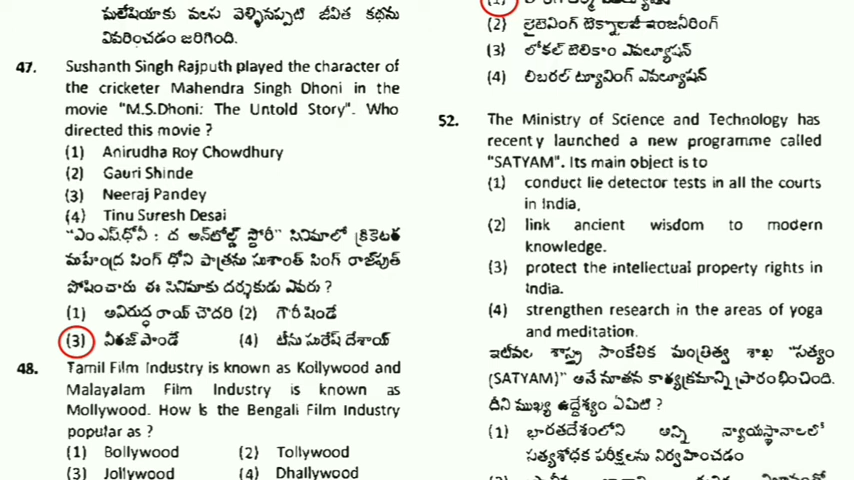 మలేషియాకు వలస వెళ్ళినప్పటి జీవిత కథను
వివరించడం జరిగింది.
47. Sushanth Singh Rajputh played the character of
the cricketer Mahendra Singh Dhoni in the
movie "M.S.Dhoni: The Untold Story". Who
directed this movie ?
(1) Anirudha Roy Chowdhury
(2) Gauri Shinde
(3) Neeraj Pandey
(4) Tinu Suresh Desai
"ఎం.ఎస్.ధోనీ : ద అన్‌టోల్డ్ స్టోరీ" సినిమాలో క్రికెటర్
మహేంద్ర సింగ్ ధోని పాత్రను సుశాంత్ సింగ్ రాజ్‌పుత్
పోషించారు ఈ సినిమాకు దర్శకుడు ఎవరు ?
(1) అనిరుద్ధ రాయ్ చౌదరి (2) గౌరీ షిండే
(3) నీరజ్ పాండే (4) టీను సురేష్ దేశాయ్
48. Tamil Film Industry is known as Kollywood and
Malayalam Film Industry is known as
Mollywood. How is the Bengali Film Industry
popular as ?
(1) Bollywood (2) Tollywood
(3) Jollywood (4) Dhallywood
(1)
(2) లైటెనింగ్ టెక్నాలజీ ఇంజనీరింగ్
(3) లోకల్ టెలికాం ఎవల్యూషన్
(4) లిబరల్ ట్యూనింగ్ ఎవల్యూషన్
52. The Ministry of Science and Technology has
recently launched a new programme called
"SATYAM". Its main object is to
(1) conduct lie detector tests in all the courts
in India.
(2) link ancient wisdom to modern
knowledge.
(3) protect the intellectual property rights in
India.
(4) strengthen research in the areas of yoga
and meditation.
ఇటీవల శాస్త్ర సాంకేతిక మంత్రిత్వ శాఖ "సత్యం
(SATYAM)" అనే నూతన కార్యక్రమాన్ని ప్రారంభించింది.
దీని ముఖ్య ఉద్దేశ్యం ఏమిటి ?
(1) భారతదేశంలోని అన్ని న్యాయస్థానాలలో
సత్యశోధక పరీక్షలను నిర్వహించడం